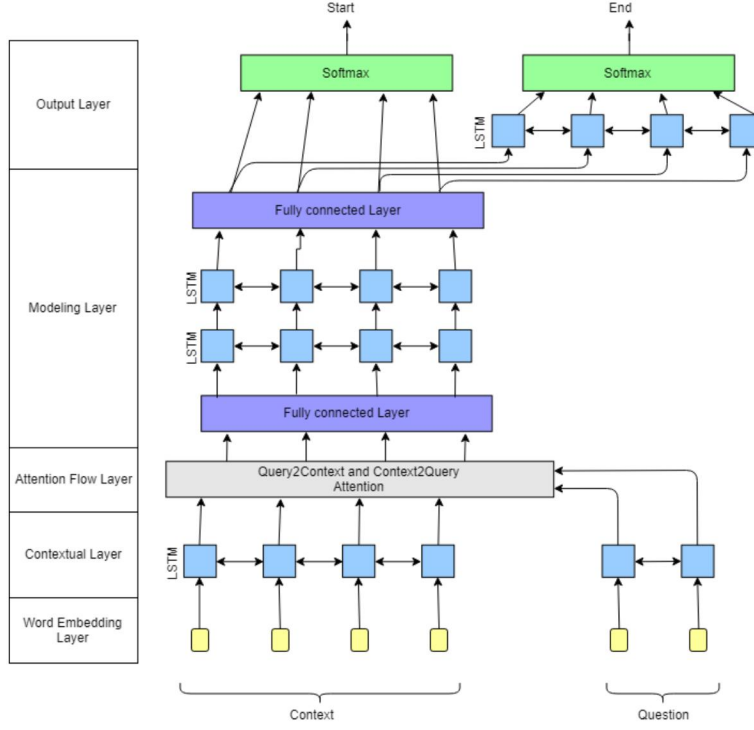 Start
End
Output Layer
Softmax
Softmax
LSTM
Modeling Layer
Fully connected Layer
LSTM
LSTM
Fully connected Layer
Attention Flow Layer
Query2Context and Context2Query
Attention
Contextual Layer
LSTM
Word Embedding
Layer
Context
Question